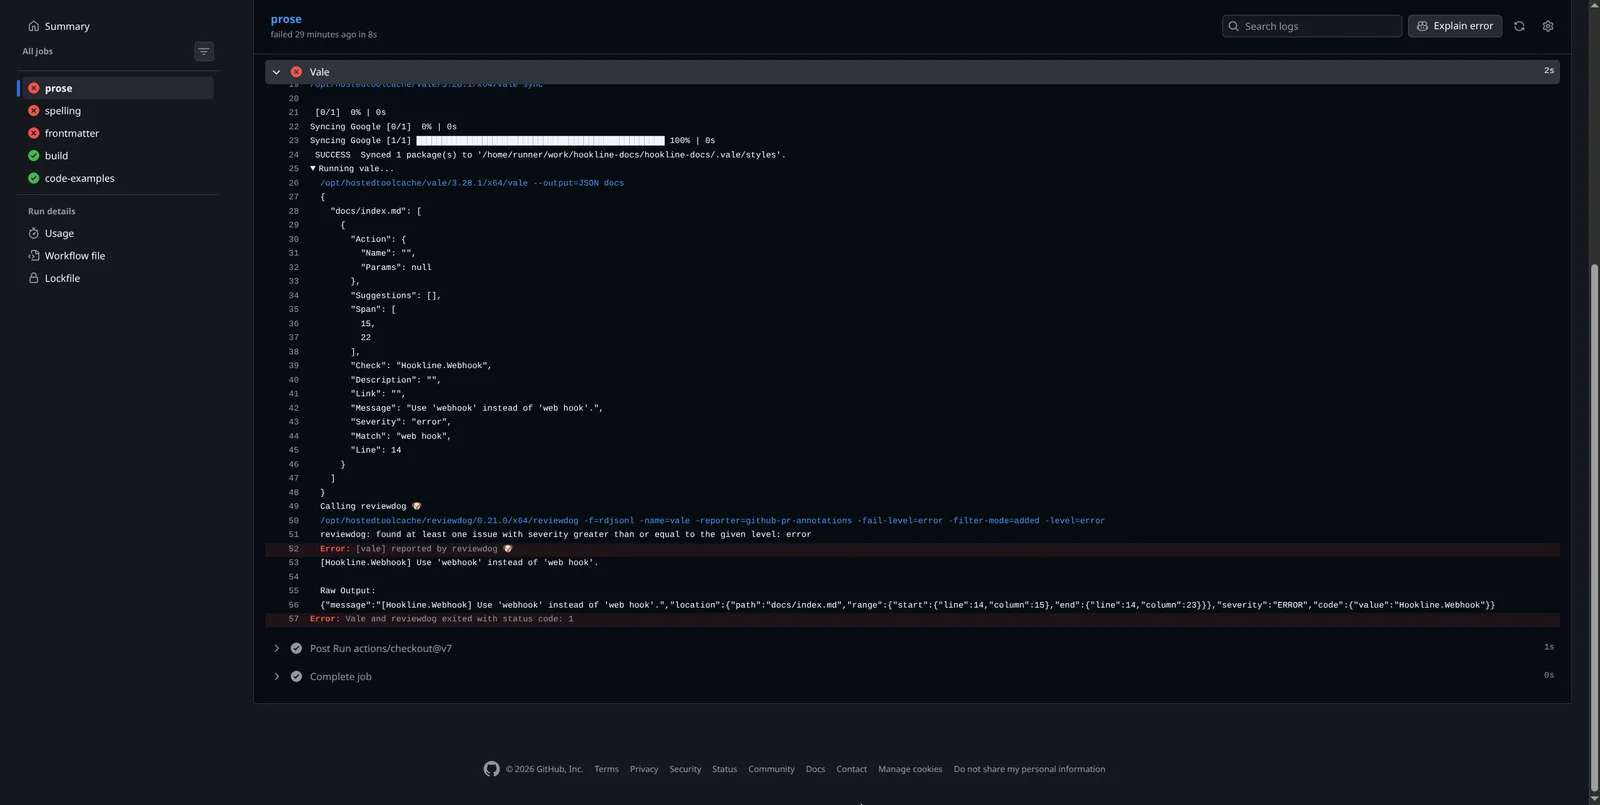 Summary
All jobs
prose
spelling
frontmatter
build
code-examples
Run details
Usage
Workflow file
Lockfile
prose
failed 29 minutes ago in 8s
Search logs
Explain error
Vale
2s
19 /opt/hostedtoolcache/vale/3.28.1/x64/vale sync
20
21 [0/1] 0% | 0s
22 Syncing Google [0/1] 0% | 0s
23 Syncing Google [1/1] 100% | 0s
24 SUCCESS Synced 1 package(s) to '/home/runner/work/hookline-docs/hookline-docs/.vale/styles'.
25 ▼ Running vale...
26 /opt/hostedtoolcache/vale/3.28.1/x64/vale --output=JSON docs
27 {
28 "docs/index.md": [
29 {
30 "Action": {
31 "Name": "",
32 "Params": null
33 },
34 "Suggestions": [],
35 "Span": [
36 15,
37 22
38 ],
39 "Check": "Hookline.Webhook",
40 "Description": "",
41 "Link": "",
42 "Message": "Use 'webhook' instead of 'web hook'.",
43 "Severity": "error",
44 "Match": "web hook",
45 "Line": 14
46 }
47 ]
48 }
49 Calling reviewdog 🐶
50 /opt/hostedtoolcache/reviewdog/0.21.0/x64/reviewdog -f=rdjsonl -name=vale -reporter=github-pr-annotations -fail-level=error -filter-mode=added -level=error
51 reviewdog: found at least one issue with severity greater than or equal to the given level: error
52 Error: [vale] reported by reviewdog 🐶
53 [Hookline.Webhook] Use 'webhook' instead of 'web hook'.
54
55 Raw Output:
56 {"message":"[Hookline.Webhook] Use 'webhook' instead of 'web hook'.","location":{"path":"docs/index.md","range":{"start":{"line":14,"column":15},"end":{"line":14,"column":23}}},"severity":"ERROR","code":{"value":"Hookline.Webhook"}}
57 Error: Vale and reviewdog exited with status code: 1
Post Run actions/checkout@v7
1s
Complete job
0s
© 2026 GitHub, Inc. Terms Privacy Security Status Community Docs Contact Manage cookies Do not share my personal information